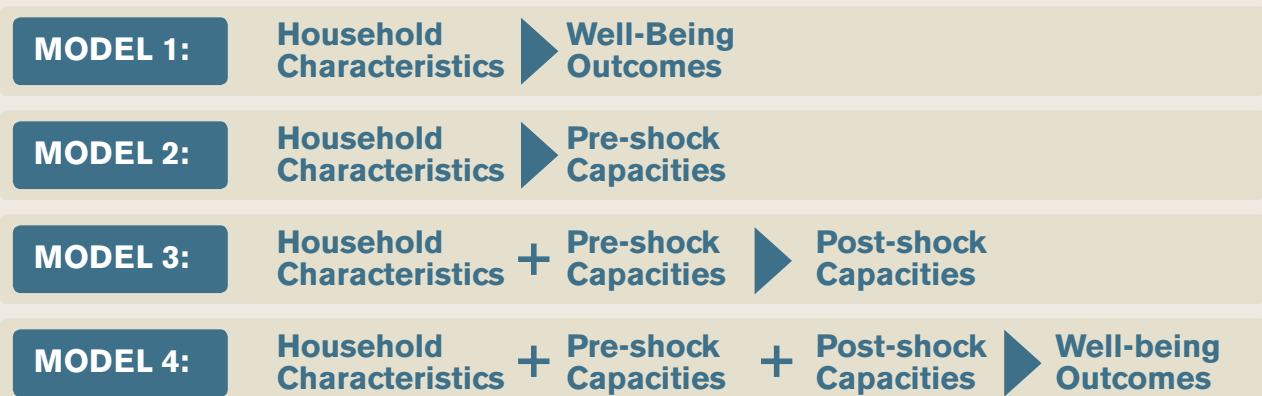 MODEL 1:
Household
Characteristics
Well-Being
Outcomes
MODEL 2:
Household
Characteristics
Pre-shock
Capacities
MODEL 3:
Household
Characteristics
+
Pre-shock
Capacities
Post-shock
Capacities
MODEL 4:
Household
Characteristics
+
Pre-shock
Capacities
+
Post-shock
Capacities
Well-being
Outcomes